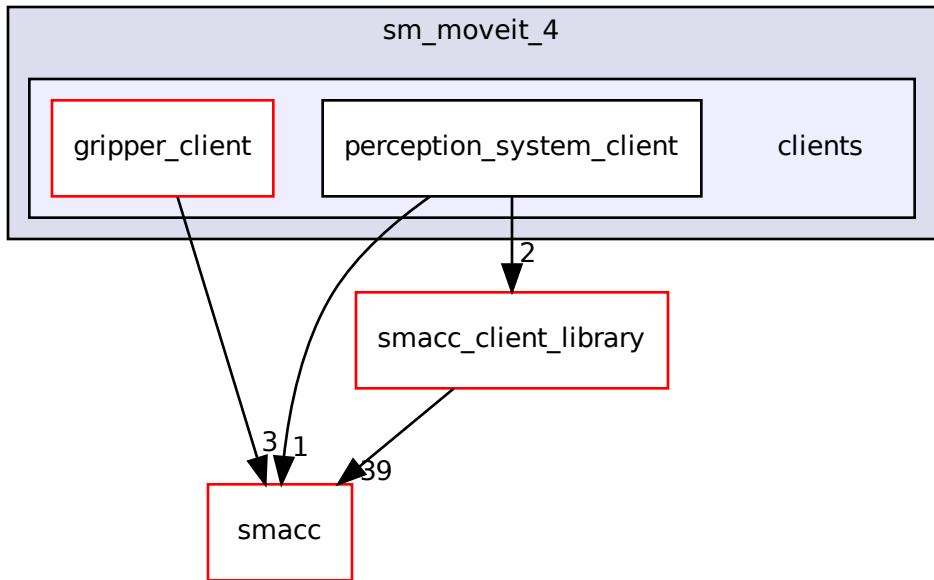 sm_moveit_4
gripper_client
perception_system_client
clients
2
smacc_client_library
3
1
39
smacc